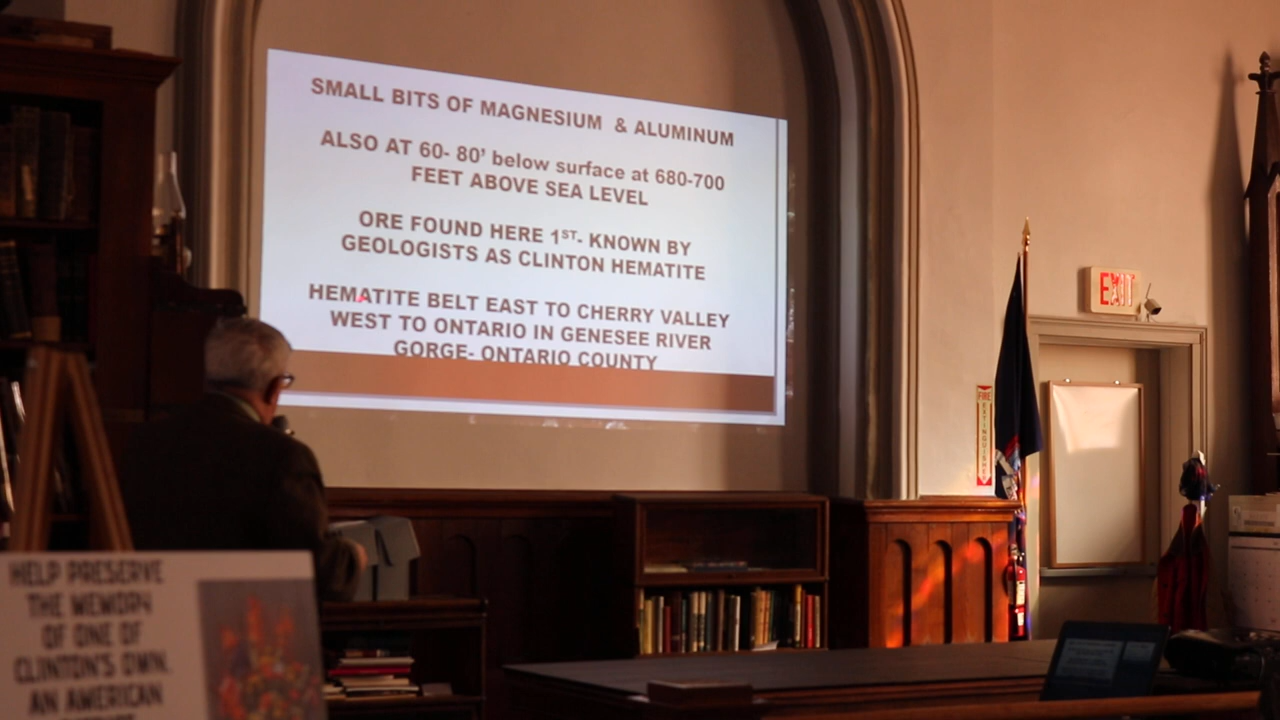 SMALL BITS OF MAGNESIUM & ALUMINUM
ALSO AT 60- 80’ below surface at 680-700
FEET ABOVE SEA LEVEL
ORE FOUND HERE 1ST- KNOWN BY
GEOLOGISTS AS CLINTON HEMATITE
HEMATITE BELT EAST TO CHERRY VALLEY
WEST TO ONTARIO IN GENESEE RIVER
GORGE- ONTARIO COUNTY
EXIT
FIRE
EXTINGUISHER
HELP PRESERVE
THE MEMORY
OF ONE OF
CLINTON'S OWN.
AN AMERICAN